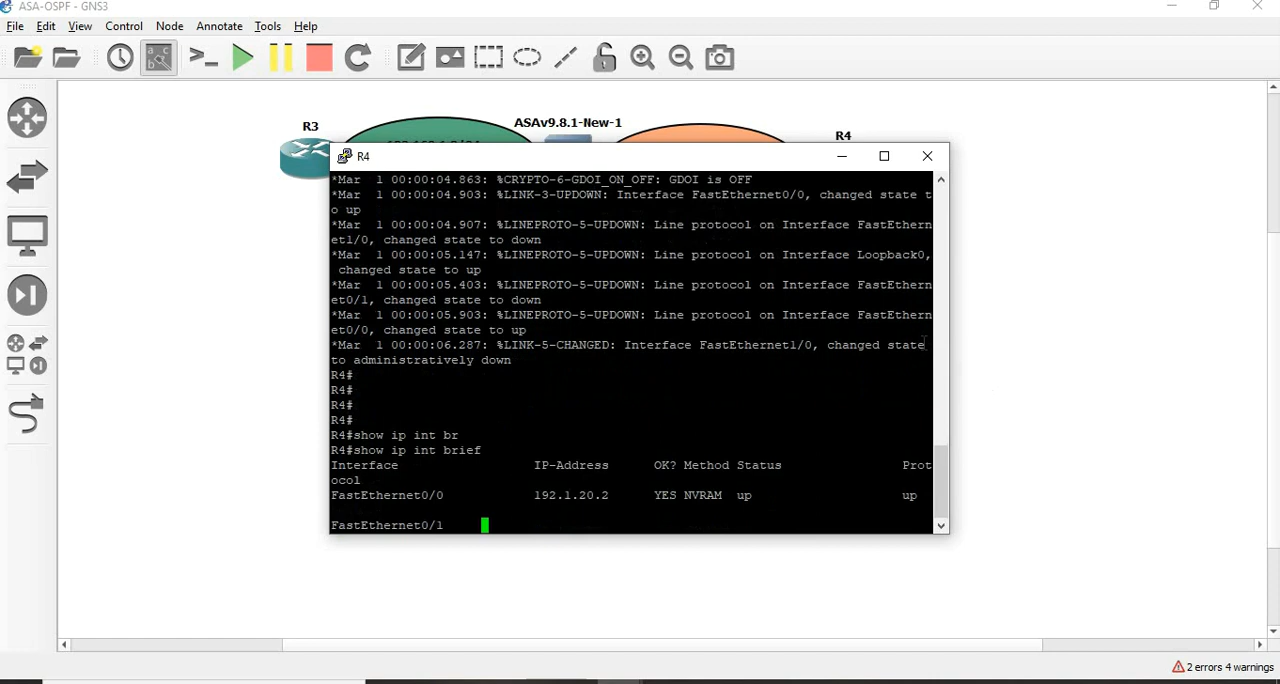 ASA-OSPF - GNS3
File Edit View Control Node Annotate Tools Help
ASAv9.8.1-New-1
R3
R4
R4
*Mar 1 00:00:04.863: %CRYPTO-6-GDOI_ON_OFF: GDOI is OFF
*Mar 1 00:00:04.903: %LINK-3-UPDOWN: Interface FastEthernet0/0, changed state t
o up
*Mar 1 00:00:04.907: %LINEPROTO-5-UPDOWN: Line protocol on Interface FastEthern
et1/0, changed state to down
*Mar 1 00:00:05.147: %LINEPROTO-5-UPDOWN: Line protocol on Interface Loopback0,
changed state to up
*Mar 1 00:00:05.403: %LINEPROTO-5-UPDOWN: Line protocol on Interface FastEthern
et0/1, changed state to down
*Mar 1 00:00:05.903: %LINEPROTO-5-UPDOWN: Line protocol on Interface FastEthern
et0/0, changed state to up
*Mar 1 00:00:06.287: %LINK-5-CHANGED: Interface FastEthernet1/0, changed state
to administratively down
R4#
R4#
R4#
R4#
R4#show ip int br
R4#show ip int brief
Interface IP-Address OK? Method Status Prot
ocol
FastEthernet0/0 192.1.20.2 YES NVRAM up up
FastEthernet0/1
2 errors 4 warnings